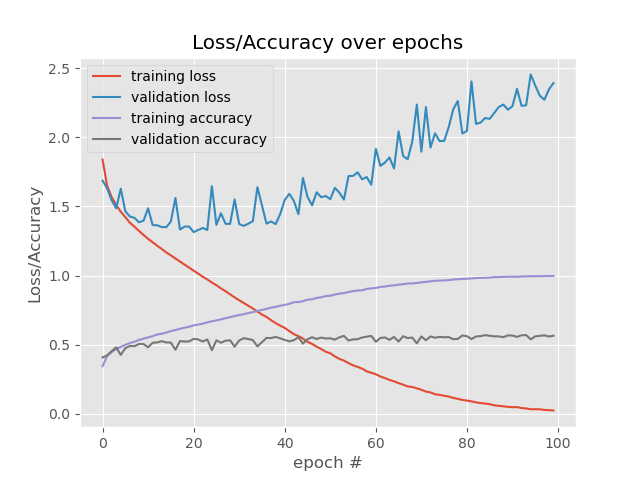 Loss/Accuracy over epochs
training loss
validation loss
training accuracy
validation accuracy
Loss/Accuracy
2.5
2.0
1.5
1.0
0.5
0.0
0 20 40 60 80 100
epoch #